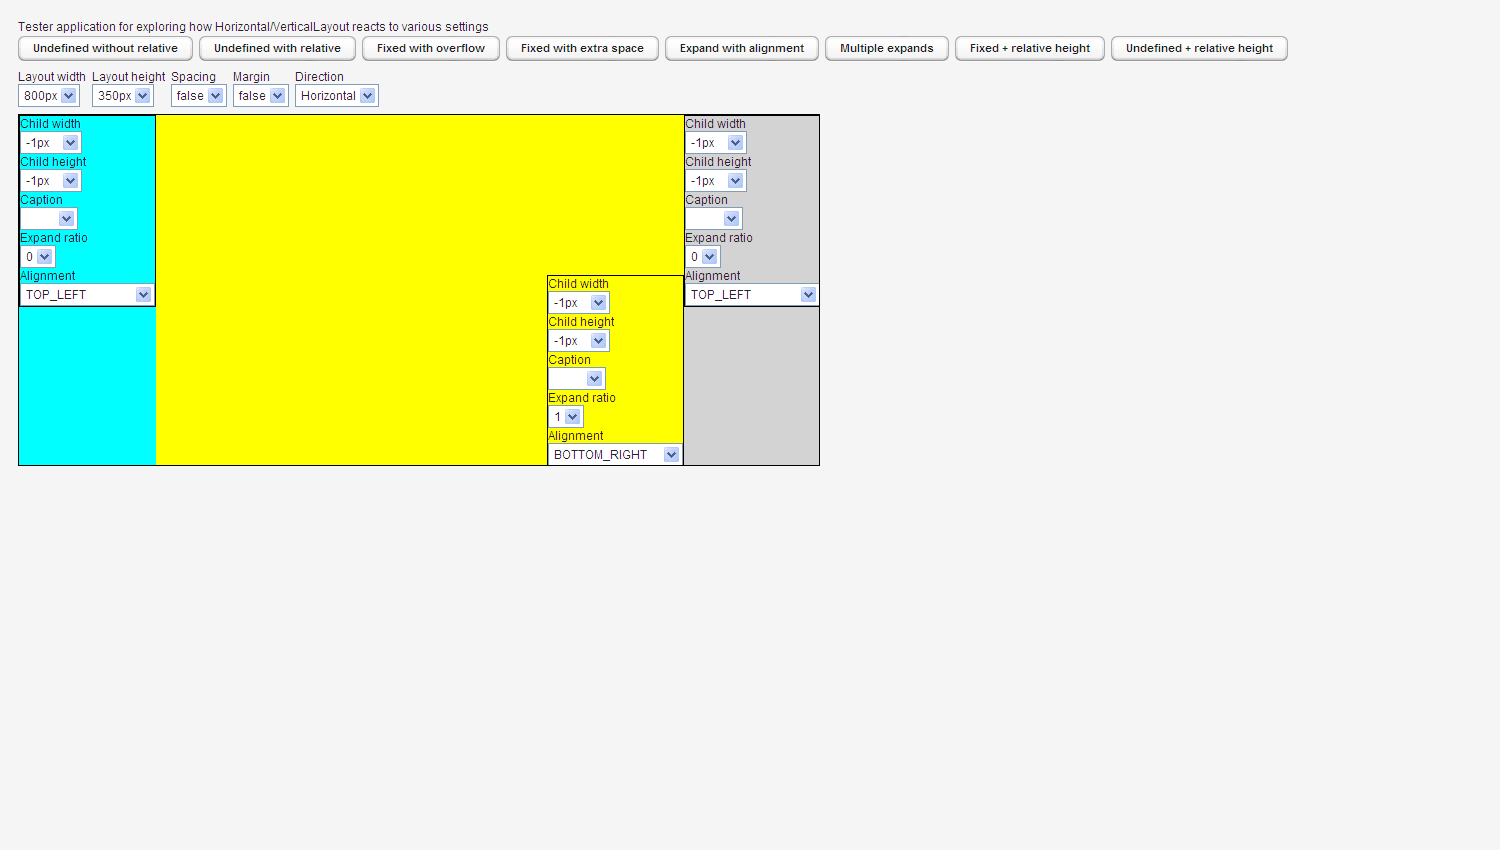 Tester application for exploring how Horizontal/VerticalLayout reacts to various settings
Undefined without relative Undefined with relative Fixed with overflow Fixed with extra space Expand with alignment Multiple expands Fixed + relative height Undefined + relative height
Layout width Layout height Spacing Margin Direction
800px 350px false false Horizontal
Child width
-1px
Child height
-1px
Caption
Expand ratio
0
Alignment
TOP_LEFT
Child width
-1px
Child height
-1px
Caption
Expand ratio
1
Alignment
BOTTOM_RIGHT
Child width
-1px
Child height
-1px
Caption
Expand ratio
0
Alignment
TOP_LEFT